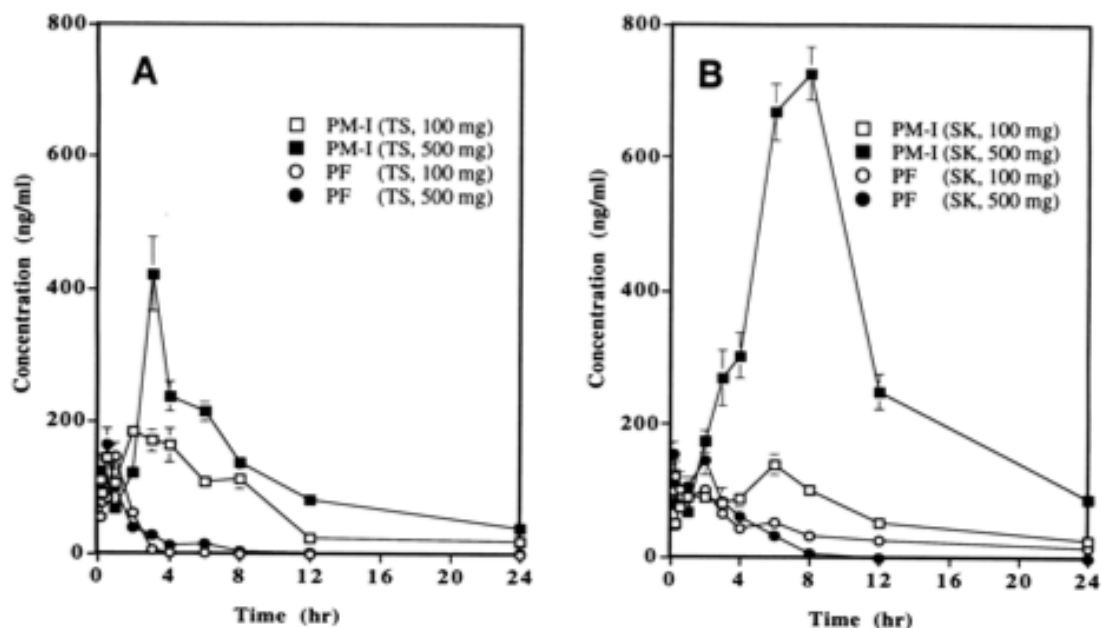 800
600
400
200
0
Concentration (ng/ml)
A
PM-I (TS, 100 mg)
PM-I (TS, 500 mg)
PF (TS, 100 mg)
PF (TS, 500 mg)
0 4 8 12 16 20 24
Time (hr)
800
600
400
200
0
Concentration (ng/ml)
B
PM-I (SK, 100 mg)
PM-I (SK, 500 mg)
PF (SK, 100 mg)
PF (SK, 500 mg)
0 4 8 12 16 20 24
Time (hr)